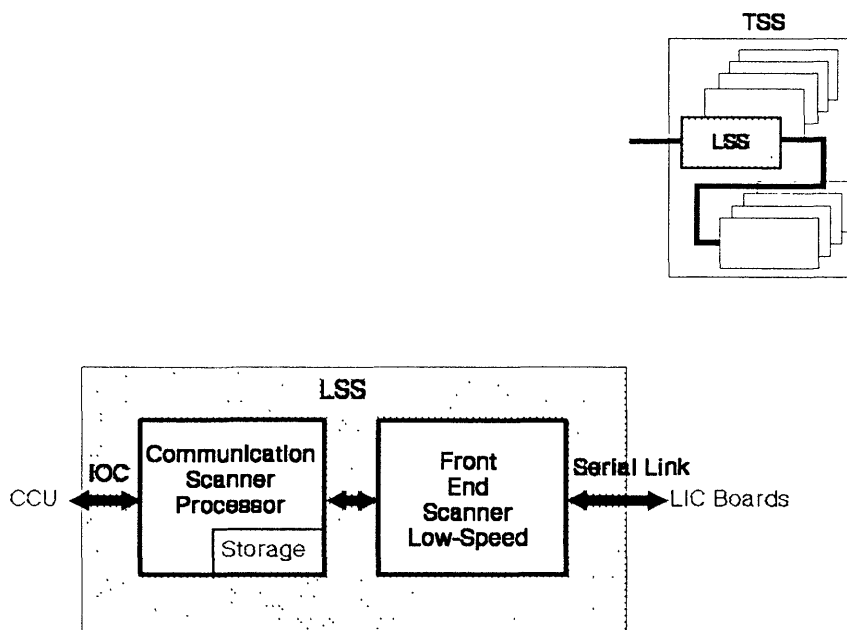 TSS
LSS
LSS
Communication
Scanner
Processor
Storage
Front
End
Scanner
Low-Speed
CCU
IOC
Serial Link
LIC Boards